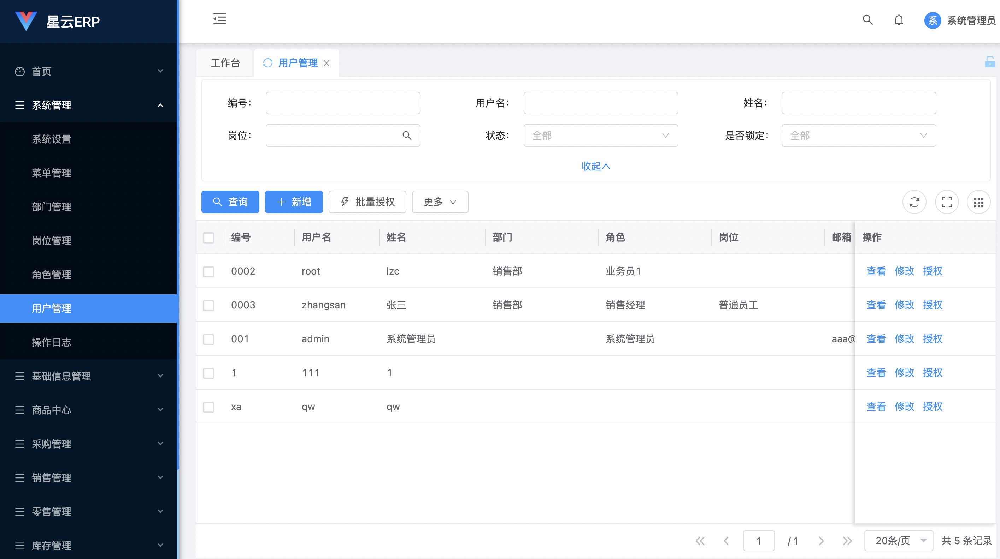 星云ERP
系 系统管理员
首页
系统管理
系统设置
菜单管理
部门管理
岗位管理
角色管理
用户管理
操作日志
基础信息管理
商品中心
采购管理
销售管理
零售管理
库存管理
工作台 用户管理
编号： 用户名： 姓名：
岗位： 状态： 全部 是否锁定： 全部
收起
查询 新增 批量授权 更多
编号 用户名 姓名 部门 角色 岗位 邮箱 操作
0002 root lzc 销售部 业务员1 查看 修改 授权
0003 zhangsan 张三 销售部 销售经理 普通员工 查看 修改 授权
001 admin 系统管理员 系统管理员 aaa@ 查看 修改 授权
1 111 1 查看 修改 授权
xa qw qw 查看 修改 授权
1 / 1 20条/页 共 5 条记录